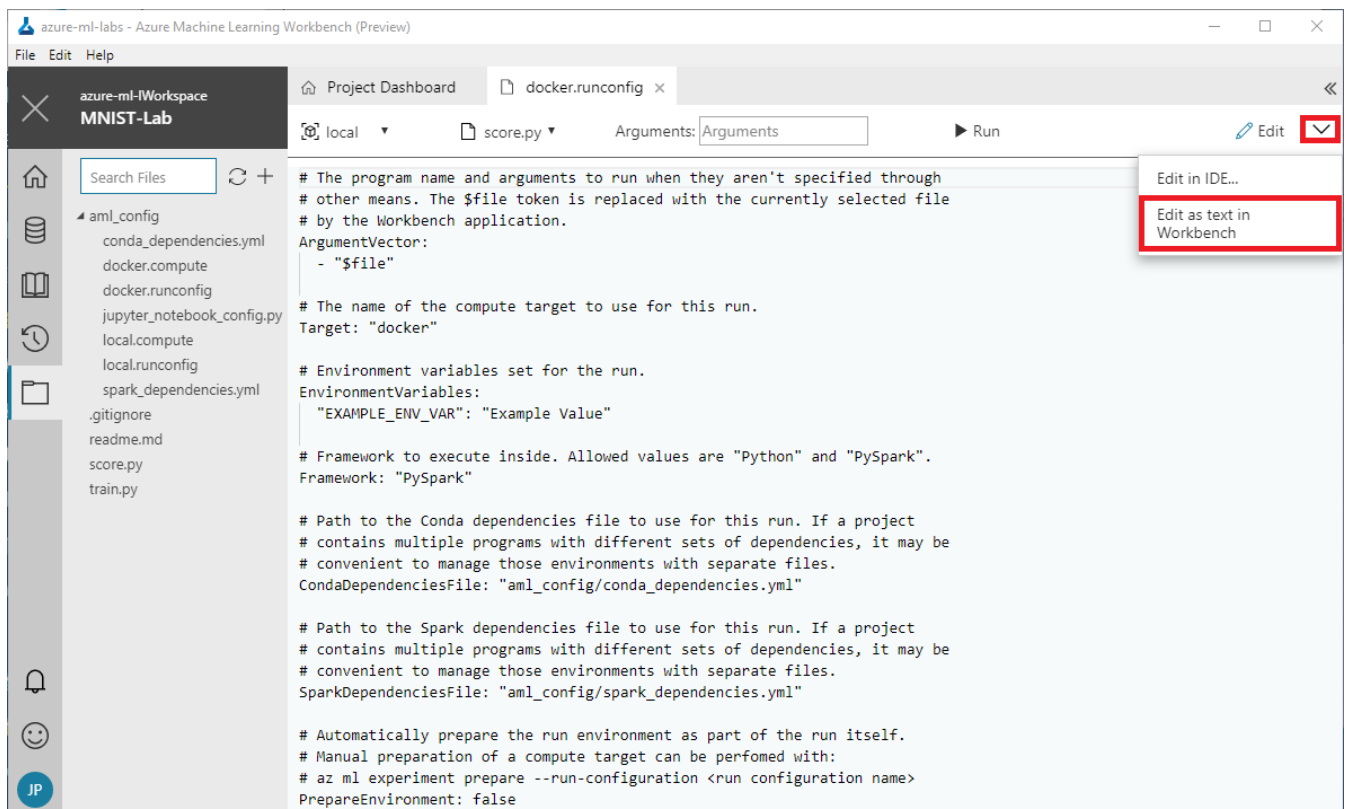 azure-ml-labs - Azure Machine Learning Workbench (Preview)
File Edit Help
azure-ml-lWorkspace
MNIST-Lab
Project Dashboard
docker.runconfig
local
score.py
Arguments: Arguments
Run
Edit
Edit in IDE...
Edit as text in
Workbench
Search Files
aml_config
conda_dependencies.yml
docker.compute
docker.runconfig
jupyter_notebook_config.py
local.compute
local.runconfig
spark_dependencies.yml
.gitignore
readme.md
score.py
train.py
JP
# The program name and arguments to run when they aren't specified through
# other means. The $file token is replaced with the currently selected file
# by the Workbench application.
ArgumentVector:
- "$file"
# The name of the compute target to use for this run.
Target: "docker"
# Environment variables set for the run.
EnvironmentVariables:
"EXAMPLE_ENV_VAR": "Example Value"
# Framework to execute inside. Allowed values are "Python" and "PySpark".
Framework: "PySpark"
# Path to the Conda dependencies file to use for this run. If a project
# contains multiple programs with different sets of dependencies, it may be
# convenient to manage those environments with separate files.
CondaDependenciesFile: "aml_config/conda_dependencies.yml"
# Path to the Spark dependencies file to use for this run. If a project
# contains multiple programs with different sets of dependencies, it may be
# convenient to manage those environments with separate files.
SparkDependenciesFile: "aml_config/spark_dependencies.yml"
# Automatically prepare the run environment as part of the run itself.
# Manual preparation of a compute target can be perfomed with:
# az ml experiment prepare --run-configuration <run configuration name>
PrepareEnvironment: false